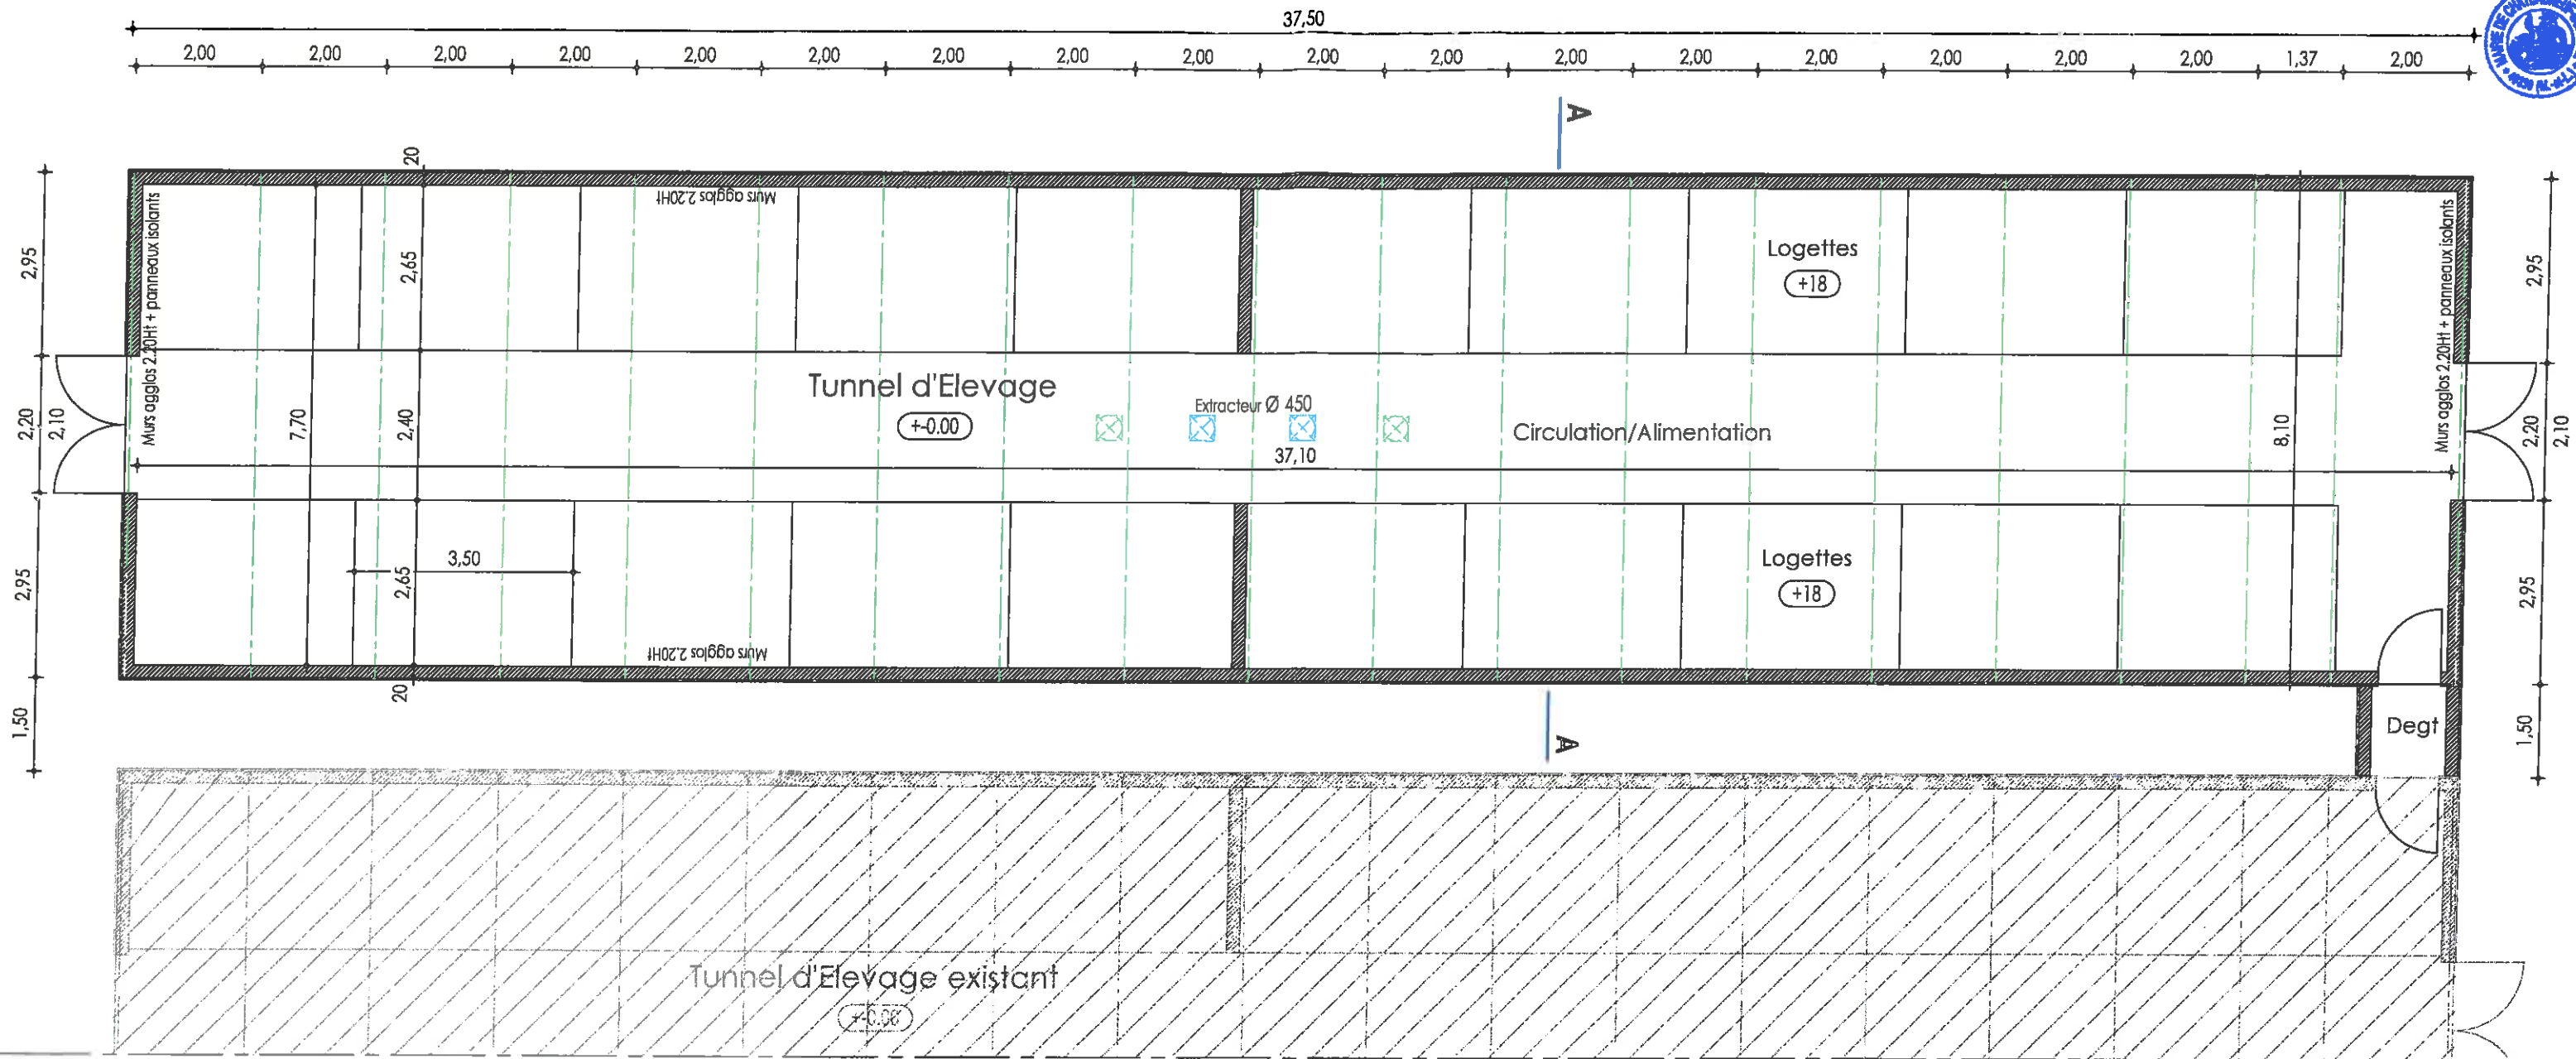 37,50
2,00 2,00 2,00 2,00 2,00 2,00 2,00 2,00 2,00 2,00 2,00 2,00 2,00 2,00 2,00 2,00 2,00 1,37 2,00
MAIRIE DE
A
20
Murs agglos 2.20Ht + panneaux isolants
Murs agglos 2.20Ht
Murs agglos 2.20Ht + panneaux isolants
2,95
2,65
Logettes
+18
2,95
Tunnel d'Elevage
+-0.00
Extracteur Ø 450
Circulation/Alimentation
2,20
2,10
7,70
2,40
8,10
2,20
2,10
37,10
3,50
2,95
2,65
Logettes
+18
2,95
Murs agglos 2.20Ht
20
1,50
A
Degt
1,50
Tunnel d'Elevage existant